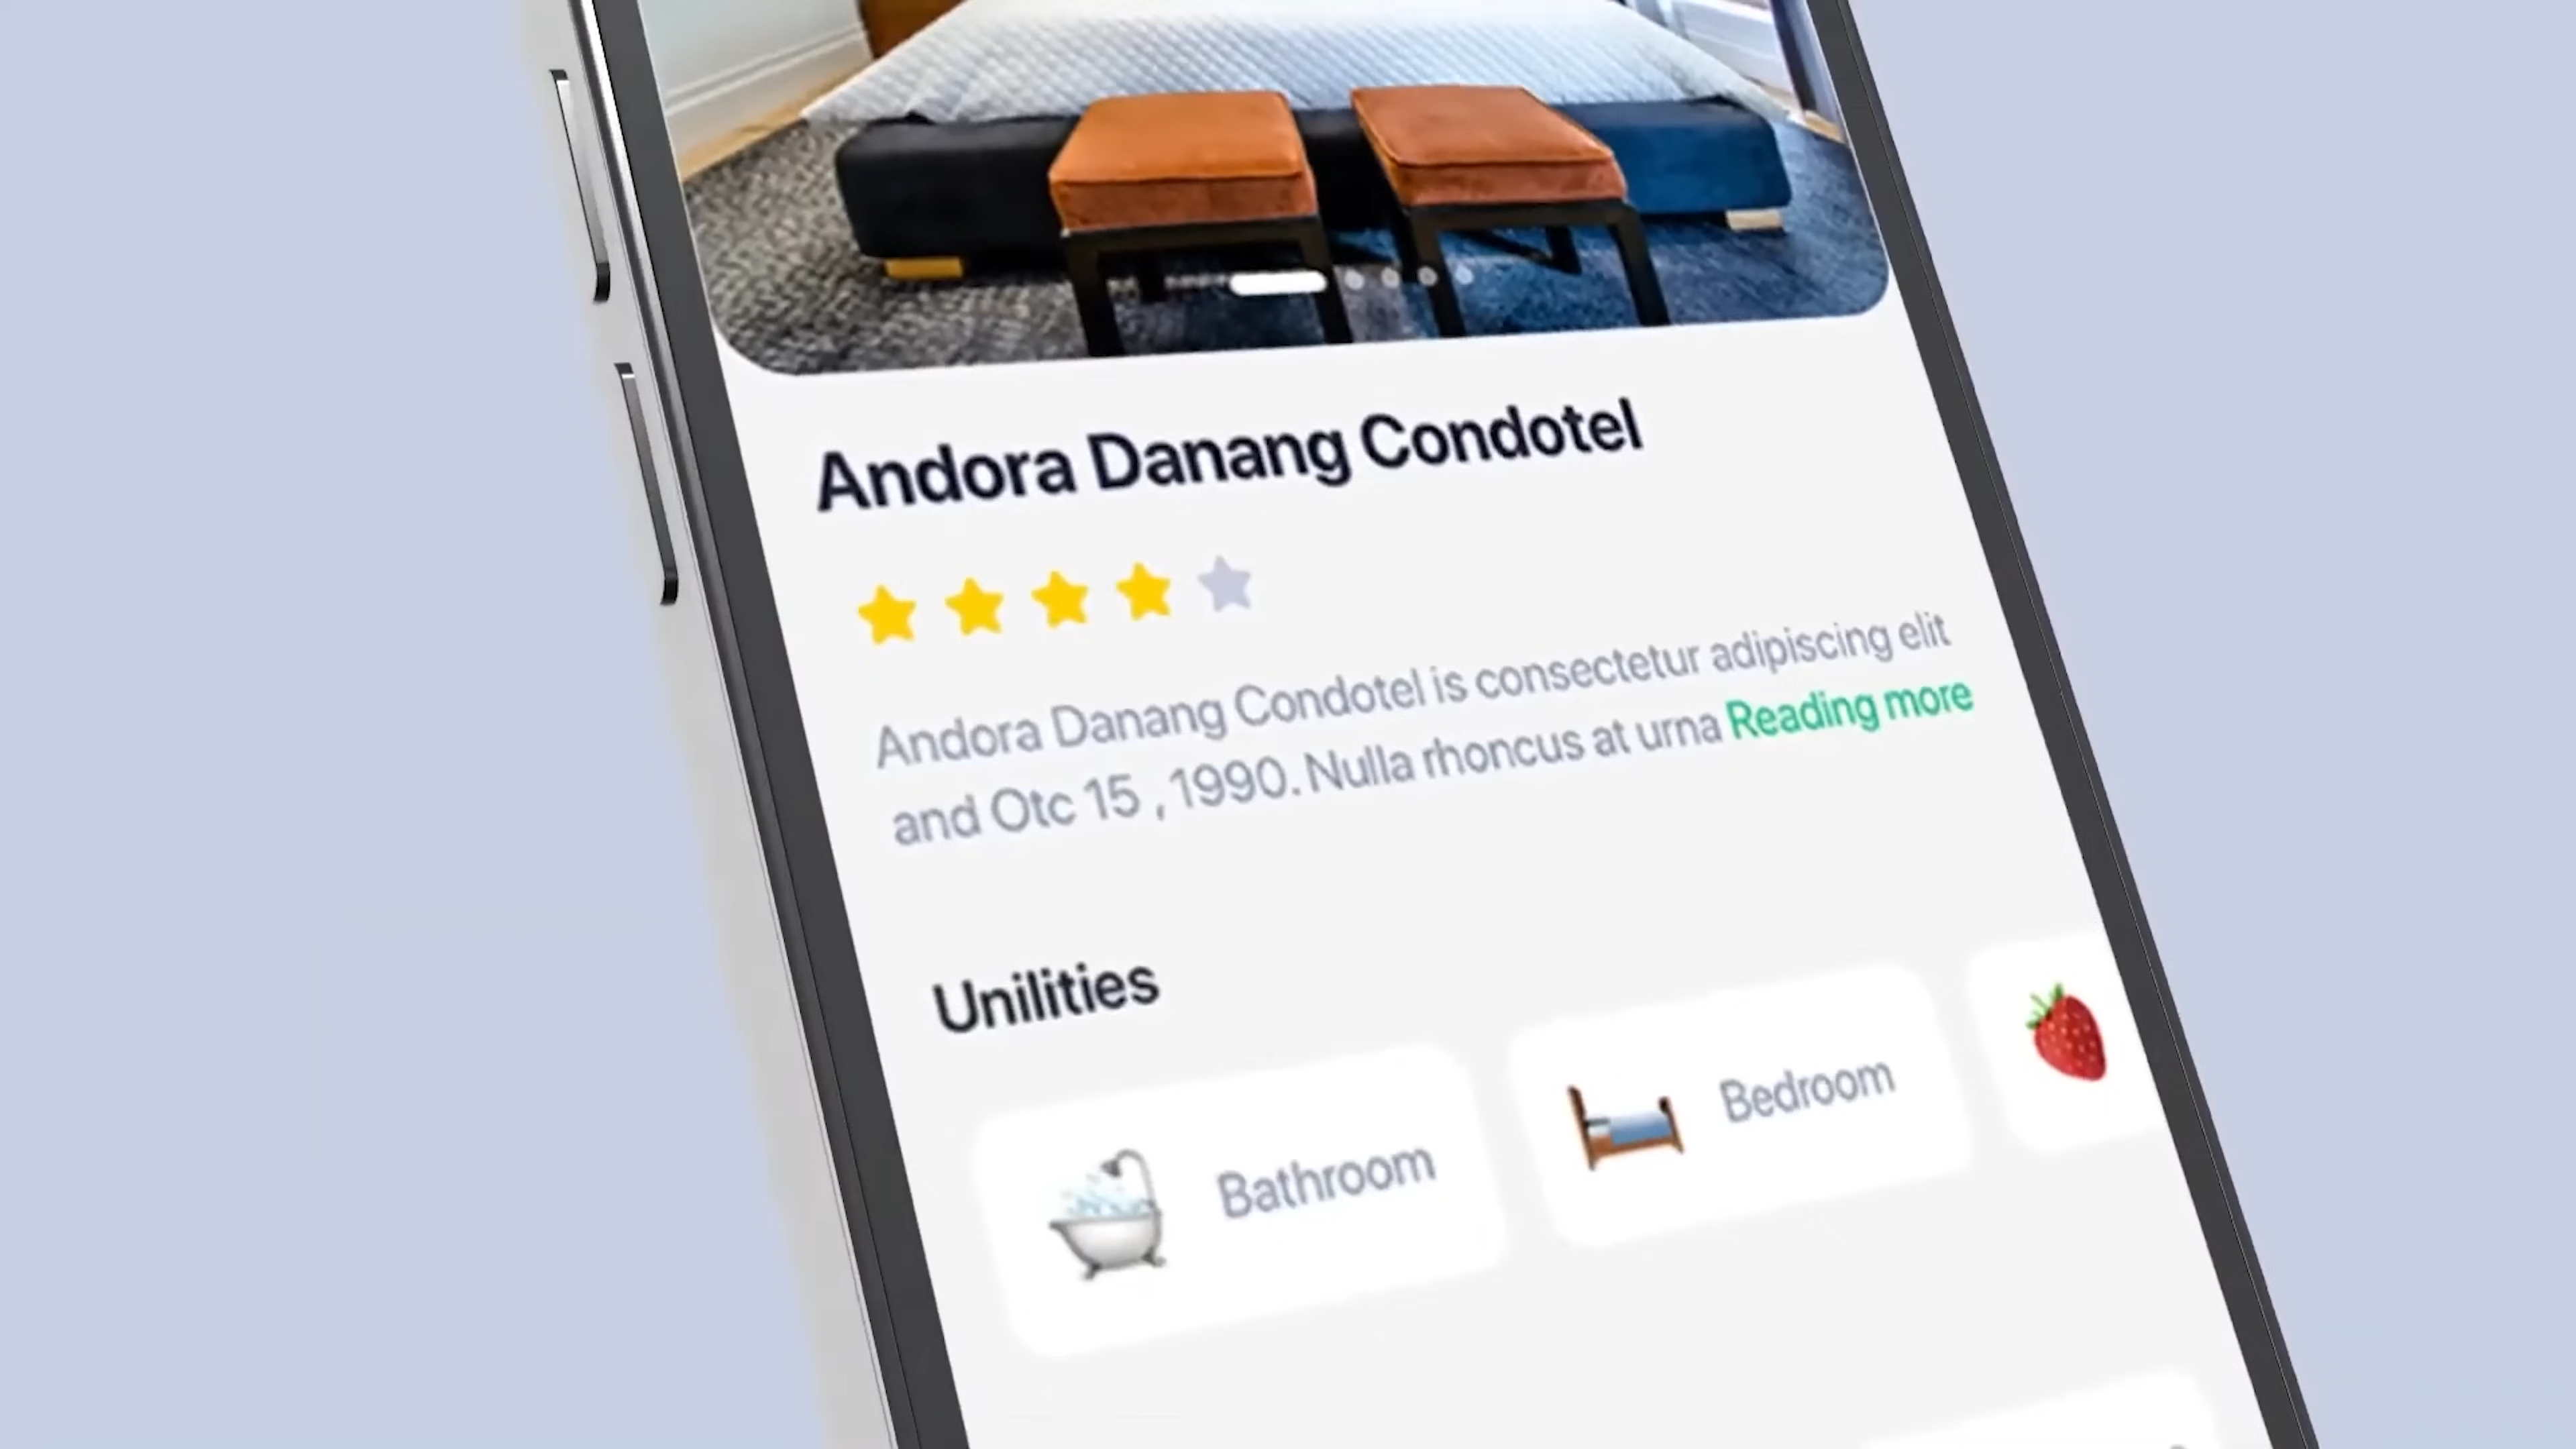 Andora Danang Condotel
Andora Danang Condotel is consectetur adipiscing elit
and Otc 15 , 1990. Nulla rhoncus at urna Reading more
Unilities
Bathroom
Bedroom